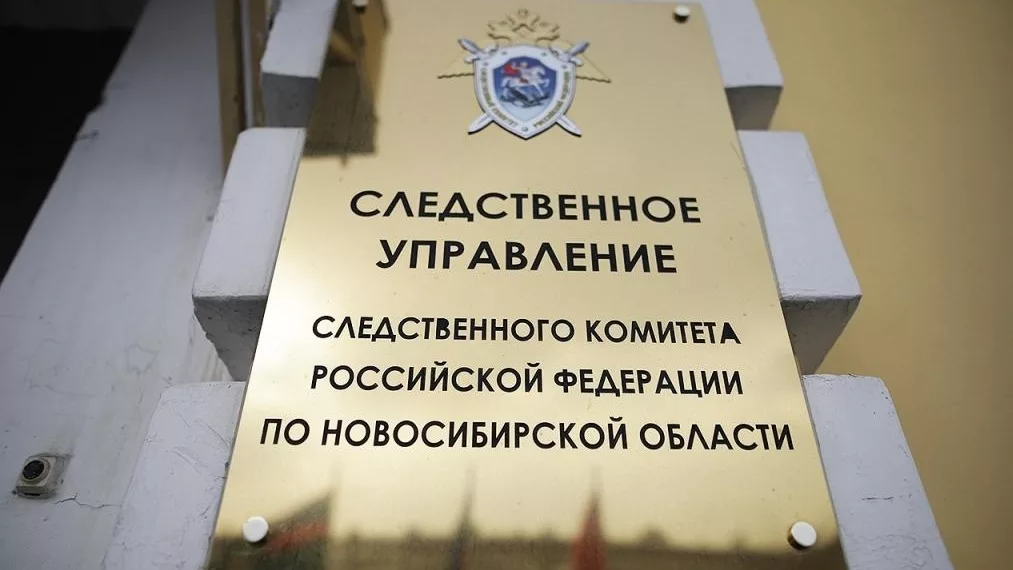 СЛЕДСТВЕННОЕ
УПРАВЛЕНИЕ
СЛЕДСТВЕННОГО КОМИТЕТА
РОССИЙСКОЙ ФЕДЕРАЦИИ
ПО НОВОСИБИРСКОЙ ОБЛАСТИ